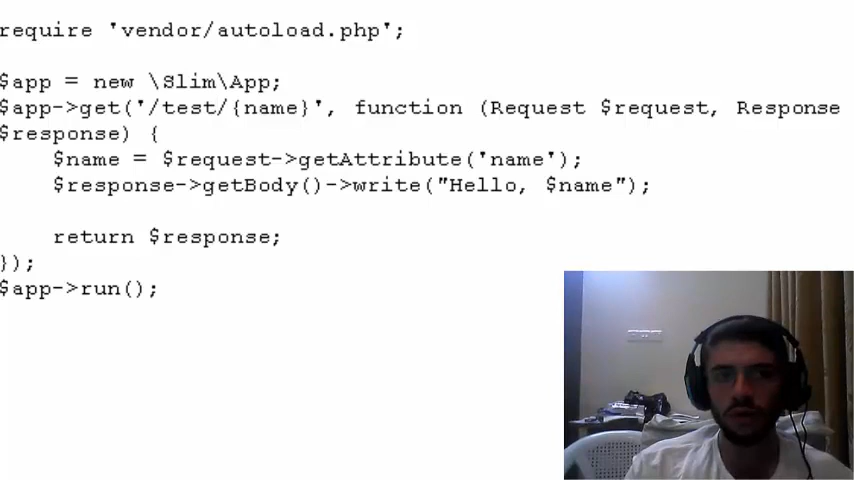 require 'vendor/autoload.php';
$app = new \Slim\App;
$app->get('/test/{name}', function (Request $request, Response
$response) {
    $name = $request->getAttribute('name');
    $response->getBody()->write("Hello, $name");
    return $response;
});
$app->run();